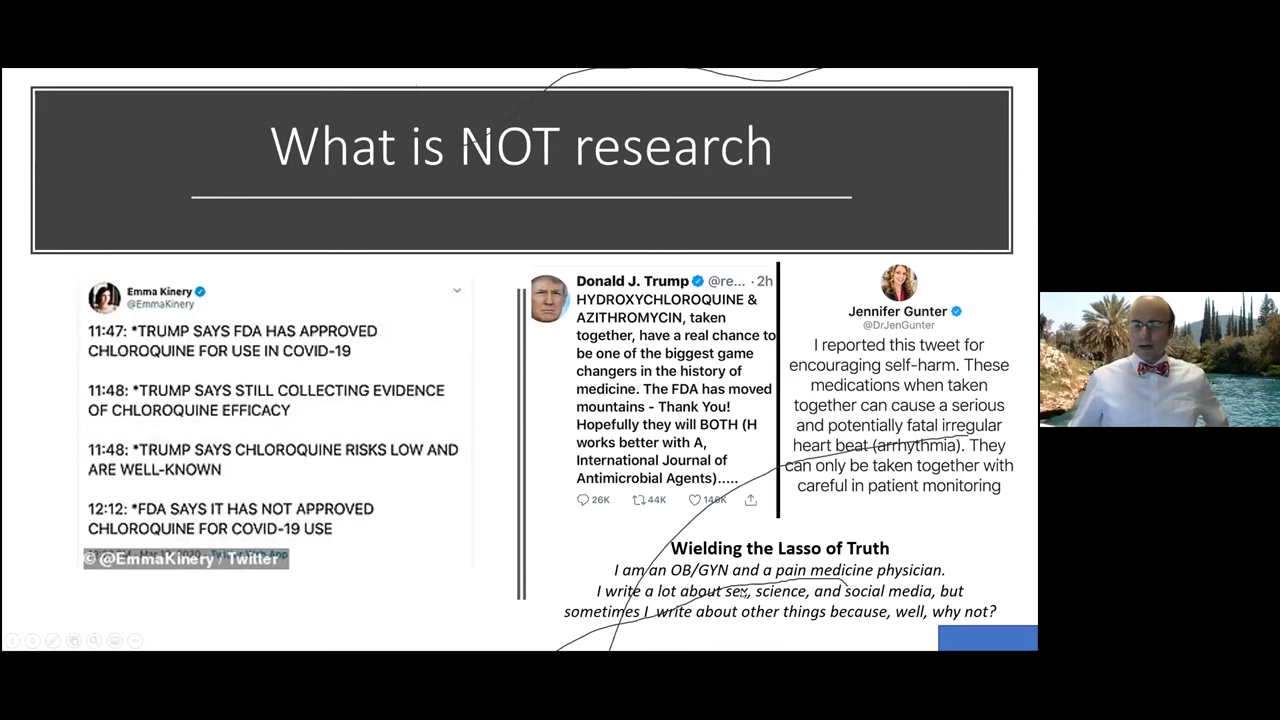 What is NOT research
Emma Kinery
@EmmaKinery
11:47: *TRUMP SAYS FDA HAS APPROVED
CHLOROQUINE FOR USE IN COVID-19
11:48: *TRUMP SAYS STILL COLLECTING EVIDENCE
OF CHLOROQUINE EFFICACY
11:48: *TRUMP SAYS CHLOROQUINE RISKS LOW AND
ARE WELL-KNOWN
12:12: *FDA SAYS IT HAS NOT APPROVED
CHLOROQUINE FOR COVID-19 USE
© @EmmaKinery / Twitter
Donald J. Trump @re... · 2h
HYDROXYCHLOROQUINE &
AZITHROMYCIN, taken
together, have a real chance to
be one of the biggest game
changers in the history of
medicine. The FDA has moved
mountains - Thank You!
Hopefully they will BOTH (H
works better with A,
International Journal of
Antimicrobial Agents).....
26K 44K
Jennifer Gunter
@DrJenGunter
I reported this tweet for
encouraging self-harm. These
medications when taken
together can cause a serious
and potentially fatal irregular
heart beat (arrhythmia). They
can only be taken together with
careful in patient monitoring
Wielding the Lasso of Truth
I am an OB/GYN and a pain medicine physician.
I write a lot about sex, science, and social media, but
sometimes I write about other things because, well, why not?